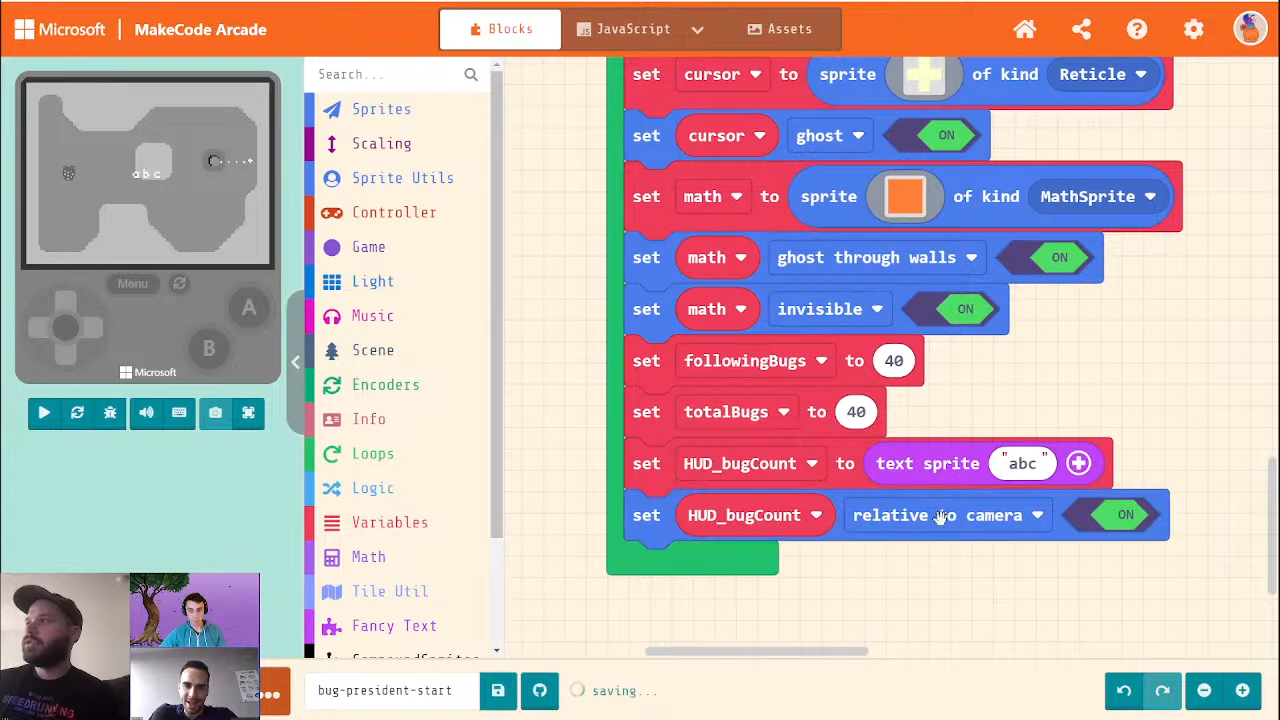 Microsoft MakeCode Arcade Blocks JavaScript Assets
Search...
Sprites
Scaling
Sprite Utils
Controller
Game
Light
Music
Scene
Encoders
Info
Loops
Logic
Variables
Math
Tile Util
Fancy Text
abc
Menu
A
B
Microsoft
set cursor to sprite of kind Reticle
set cursor ghost ON
set math to sprite of kind MathSprite
set math ghost through walls ON
set math invisible ON
set followingBugs to 40
set totalBugs to 40
set HUD_bugCount to text sprite "abc"
set HUD_bugCount relative to camera ON
bug-president-start saving...